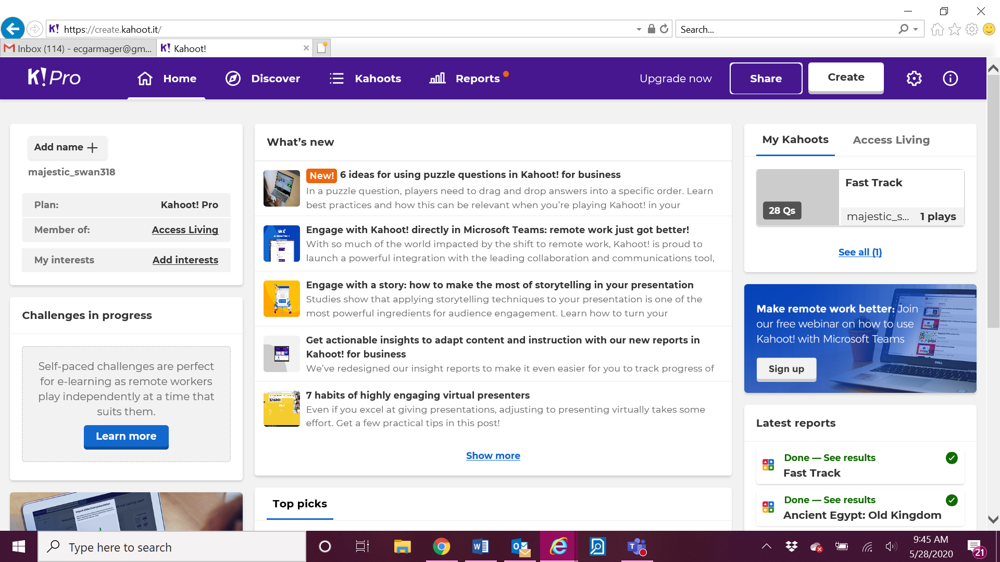 https://create.kahoot.it/
Search...
Inbox (114) - ecgarmager@gm...
K! Kahoot!
K! Pro
Home
Discover
Kahoots
Reports
Upgrade now
Share
Create
Add name
majestic_swan318
Plan: Kahoot! Pro
Member of: Access Living
My interests Add interests
Challenges in progress
Self-paced challenges are perfect
for e-learning as remote workers
play independently at a time that
suits them.
Learn more
What’s new
New! 6 ideas for using puzzle questions in Kahoot! for business
In a puzzle question, players need to drag and drop answers into a specific order. Learn
best practices and how this can be relevant when you’re playing Kahoot! in your
Engage with Kahoot! directly in Microsoft Teams: remote work just got better!
With so much of the world impacted by the shift to remote work, Kahoot! is proud to
launch a powerful integration with the leading collaboration and communications tool,
Engage with a story: how to make the most of storytelling in your presentation
Studies show that applying storytelling techniques to your presentation is one of the
most powerful ingredients for audience engagement. Learn how to turn your
Get actionable insights to adapt content and instruction with our new reports in
Kahoot! for business
We’ve redesigned our insight reports to make it even easier for you to track progress of
3216801
7 habits of highly engaging virtual presenters
Even if you excel at giving presentations, adjusting to presenting virtually takes some
effort. Get a few practical tips in this post!
Show more
Top picks
My Kahoots
Access Living
28 Qs
Fast Track
majestic_s... 1 plays
See all (1)
Make remote work better: Join
our free webinar on how to use
Kahoot! with Microsoft Teams
Sign up
DELL
Latest reports
Done — See results
Fast Track
Done — See results
Ancient Egypt: Old Kingdom
Import slides from presentation
Type here to search
9:45 AM
5/28/2020
21